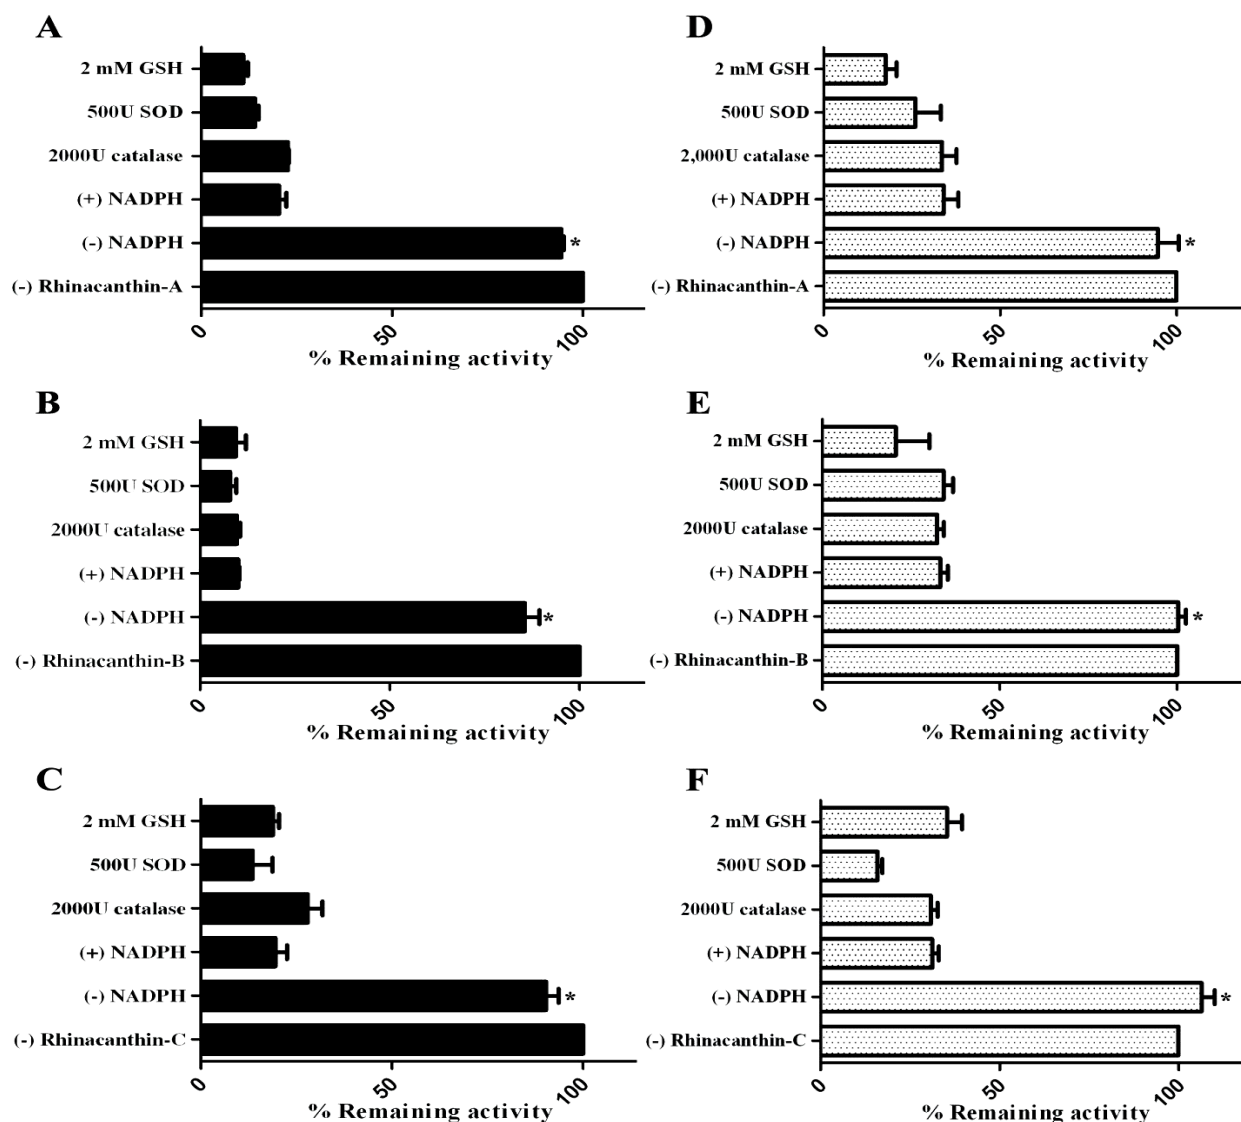 A
2 mM GSH
500U SOD
2000U catalase
(+) NADPH
(-) NADPH
*
(-) Rhinacanthin-A
0
50
100
% Remaining activity
D
2 mM GSH
500U SOD
2,000U catalase
(+) NADPH
(-) NADPH
*
(-) Rhinacanthin-A
0
50
100
% Remaining activity
B
2 mM GSH
500U SOD
2000U catalase
(+) NADPH
(-) NADPH
*
(-) Rhinacanthin-B
0
50
100
% Remaining activity
E
2 mM GSH
500U SOD
2000U catalase
(+) NADPH
(-) NADPH
*
(-) Rhinacanthin-B
0
50
100
% Remaining activity
C
2 mM GSH
500U SOD
2000U catalase
(+) NADPH
(-) NADPH
*
(-) Rhinacanthin-C
0
50
100
% Remaining activity
F
2 mM GSH
500U SOD
2000U catalase
(+) NADPH
(-) NADPH
*
(-) Rhinacanthin-C
0
50
100
% Remaining activity